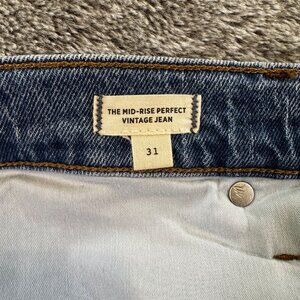 THE MID-RISE PERFECT
VINTAGE JEAN
31